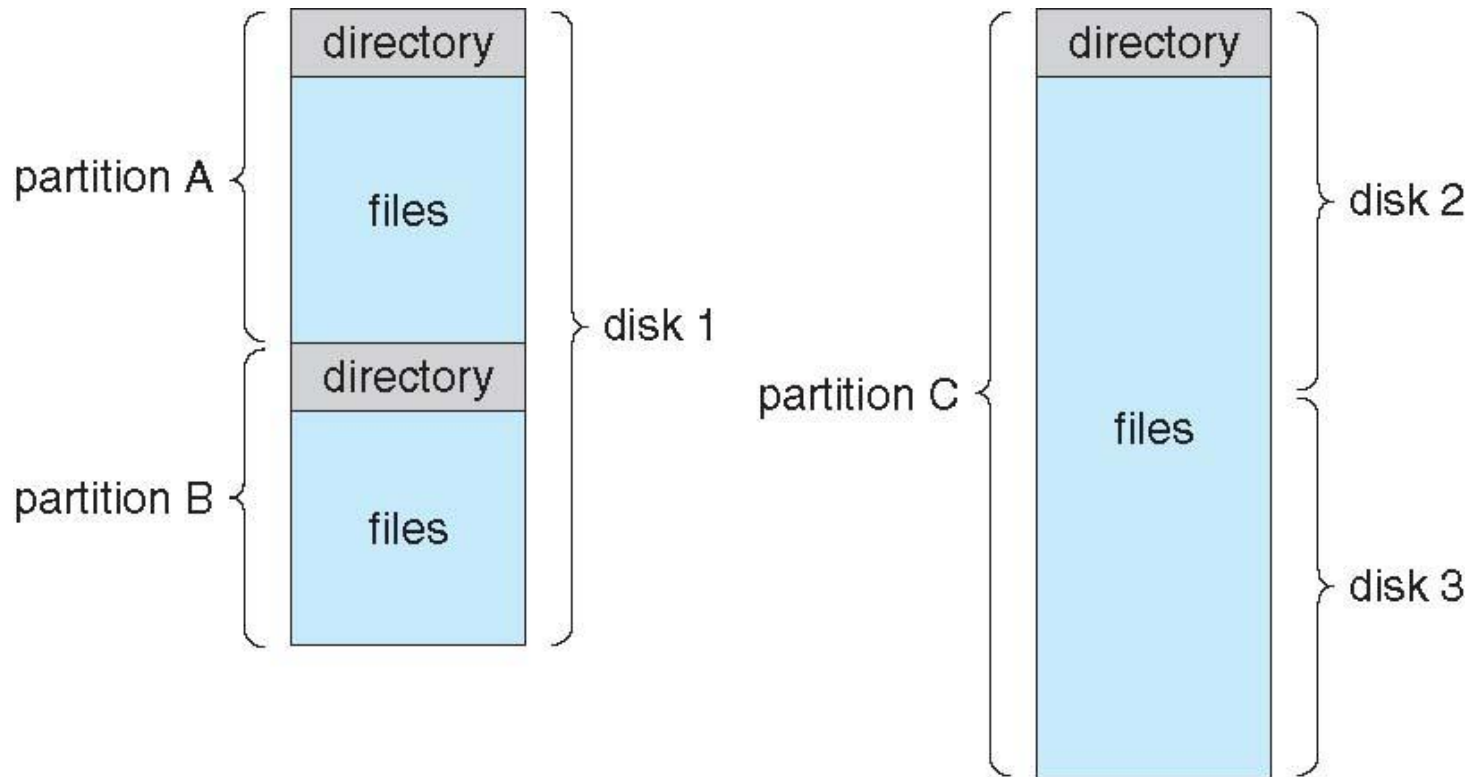 directory
partition A
files
disk 1
directory
partition B
files
directory
disk 2
partition C
files
disk 3